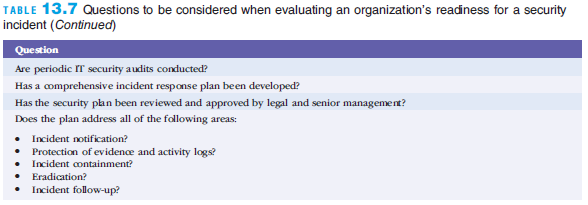 TABLE 13.7 Questions to be considered when evaluating an organization's readiness for a security
incident (Continued)
Question
Are periodic IT security audits conducted?
Has a comprehensive incident response plan been developed?
Has the security plan been reviewed and approved by legal and senior management?
Does the plan address all of the following areas:
• Incident notification?
• Protection of evidence and activity logs?
• Incident containment?
• Eradication?
• Incident follow-up?